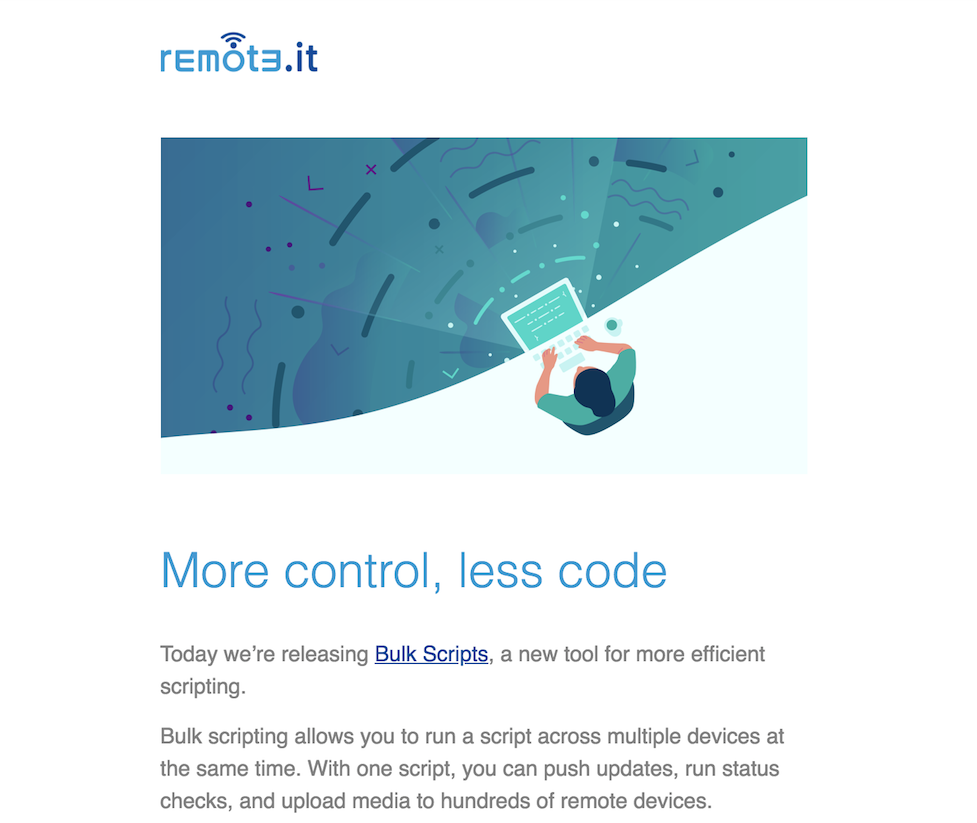 remote.it
More control, less code
Today we’re releasing Bulk Scripts, a new tool for more efficient
scripting.
Bulk scripting allows you to run a script across multiple devices at
the same time. With one script, you can push updates, run status
checks, and upload media to hundreds of remote devices.